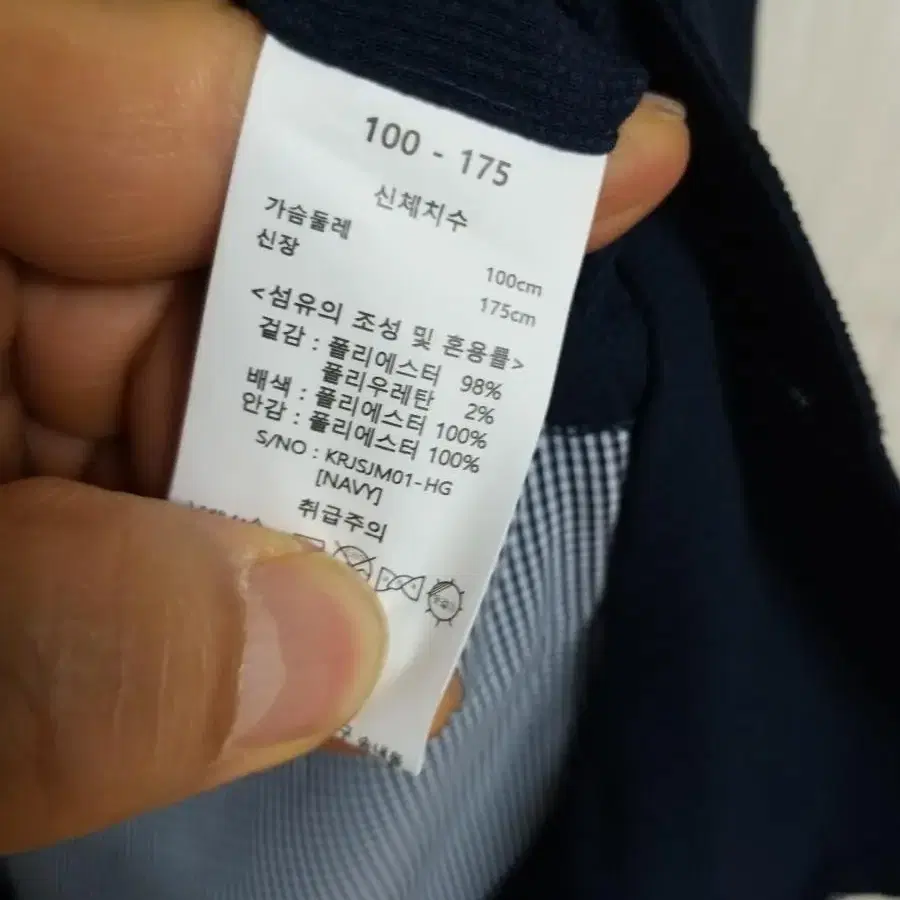 100 - 175
신체치수
가슴둘레 100cm
신장 175cm
<섬유의 조성 및 혼용률>
겉감 : 폴리에스터 98%
폴리우레탄 2%
배색 : 폴리에스터 100%
안감 : 폴리에스터 100%
S/NO : KRJSJM01-HG
[NAVY]
취급주의